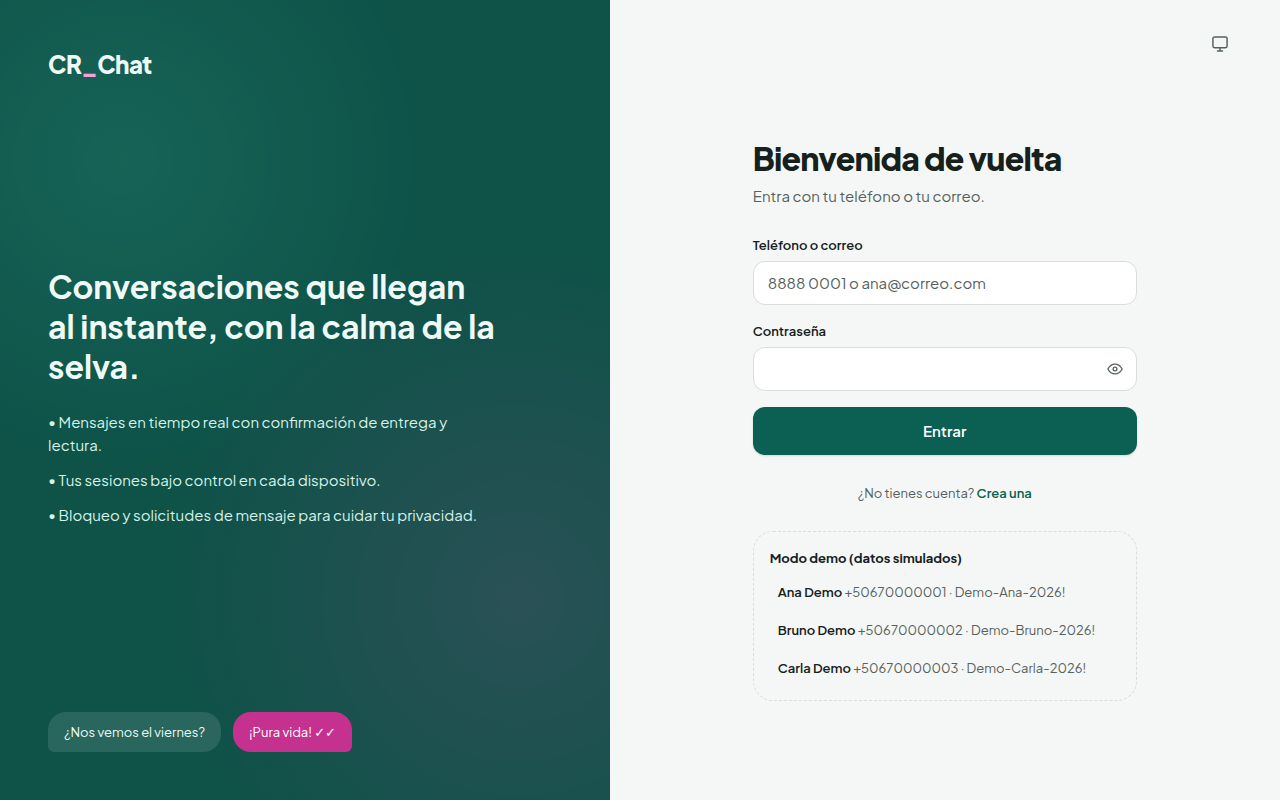 CR_Chat
Conversaciones que llegan
al instante, con la calma de la
selva.
• Mensajes en tiempo real con confirmación de entrega y
lectura.
• Tus sesiones bajo control en cada dispositivo.
• Bloqueo y solicitudes de mensaje para cuidar tu privacidad.
¿Nos vemos el viernes?
¡Pura vida! ✓✓
Bienvenida de vuelta
Entra con tu teléfono o tu correo.
Teléfono o correo
8888 0001 o ana@correo.com
Contraseña
Entrar
¿No tienes cuenta? Crea una
Modo demo (datos simulados)
Ana Demo +50670000001 · Demo-Ana-2026!
Bruno Demo +50670000002 · Demo-Bruno-2026!
Carla Demo +50670000003 · Demo-Carla-2026!